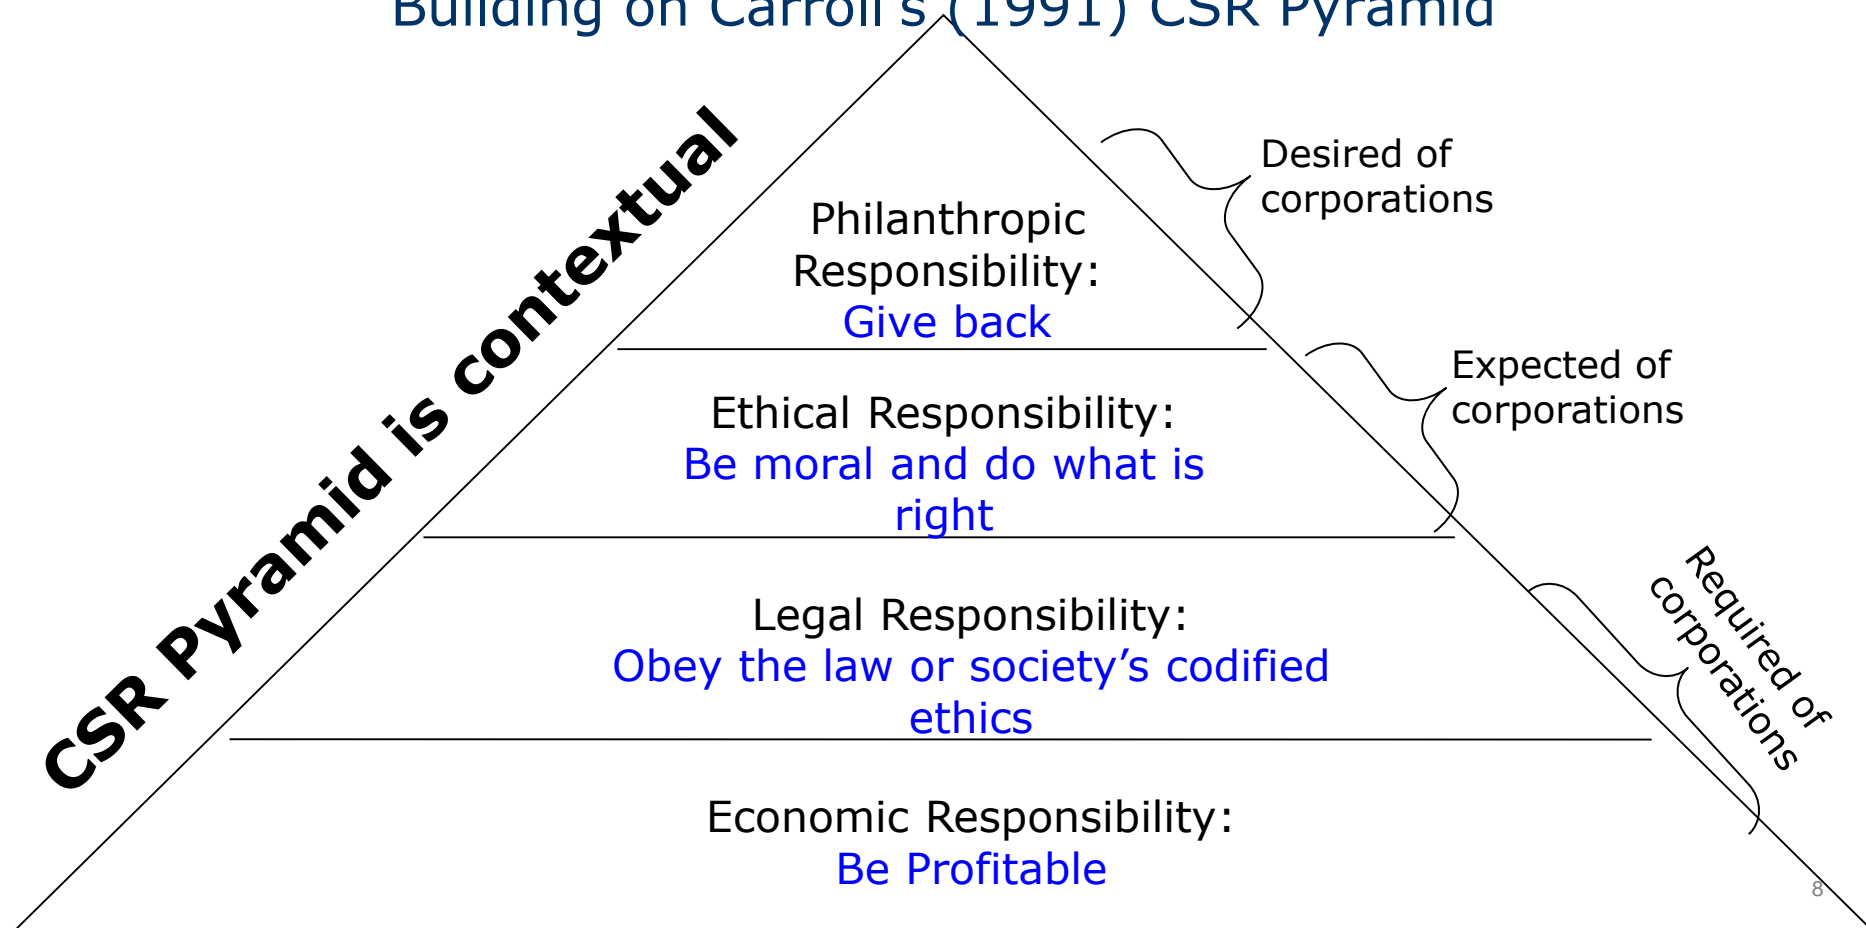 Building on Carroll's (1991) CSR Pyramid
CSR Pyramid is contextual
Desired of
corporations
Philanthropic
Responsibility:
Give back
Expected of
corporations
Ethical Responsibility:
Be moral and do what is
right
Required of
corporations
Legal Responsibility:
Obey the law or society’s codified
ethics
Economic Responsibility:
Be Profitable
8